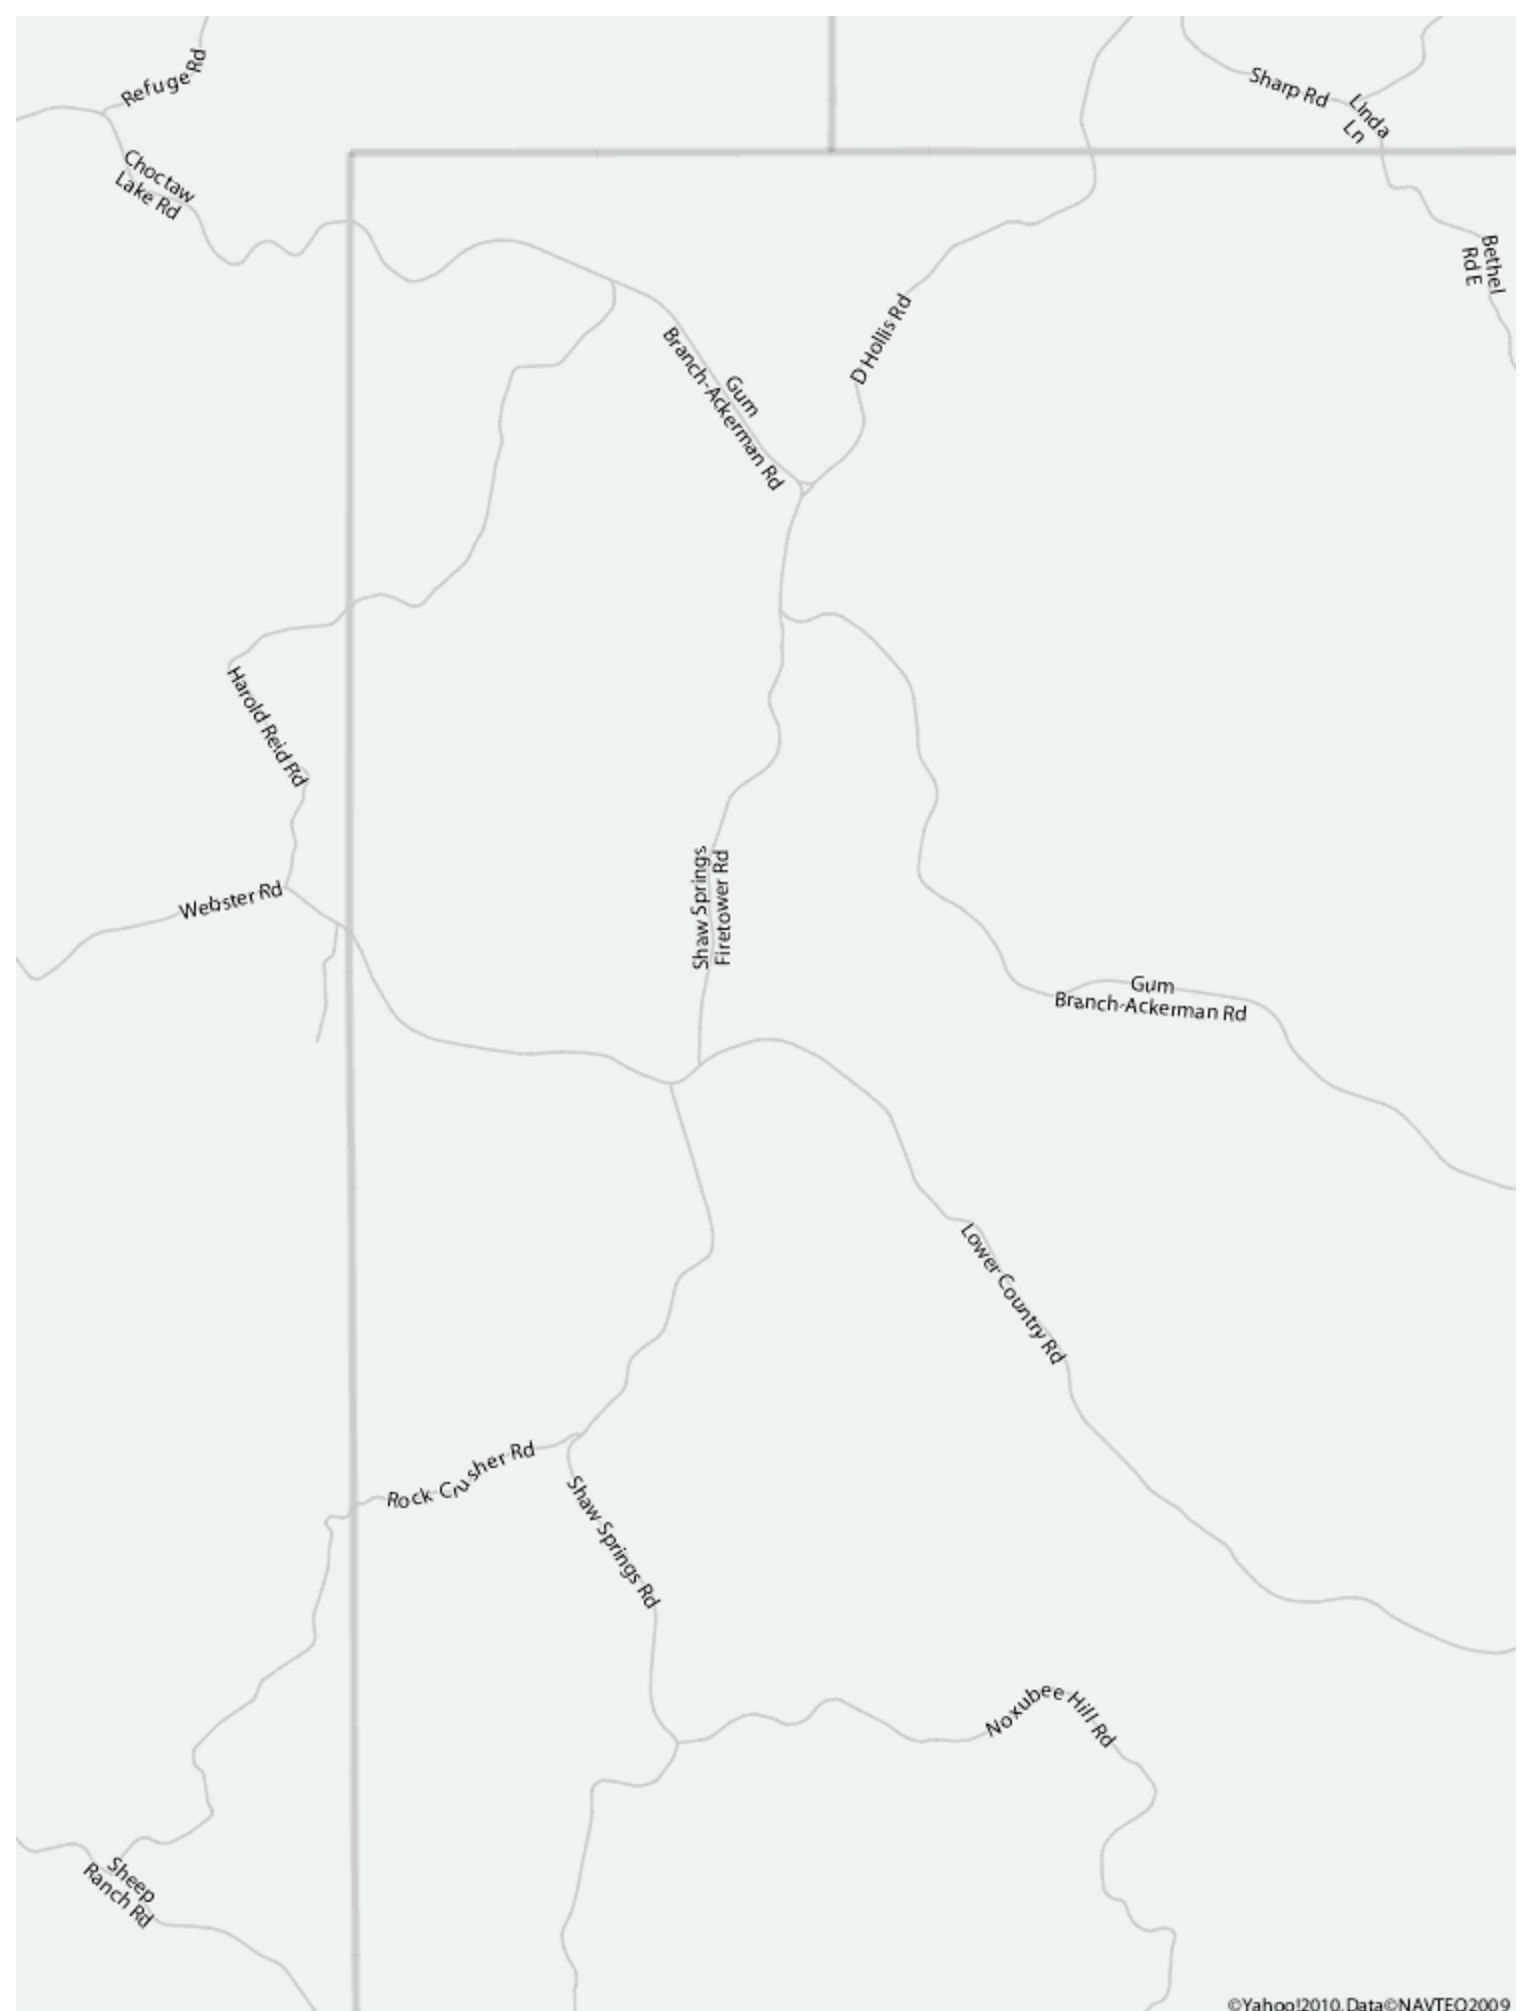 Refuge Rd
Sharp Rd
Linda
Ln
Choctaw
Lake Rd
Bethel
Rd E
D Hollis Rd
Gum
Branch-Ackerman Rd
Harold Reid Rd
Webster Rd
Shaw Springs
Firetower Rd
Gum
Branch-Ackerman Rd
Lower Country Rd
Rock Crusher Rd
Shaw Springs Rd
Noxubee Hill Rd
Sheep
Ranch Rd
©Yahoo!2010, Data©NAVTEQ2009